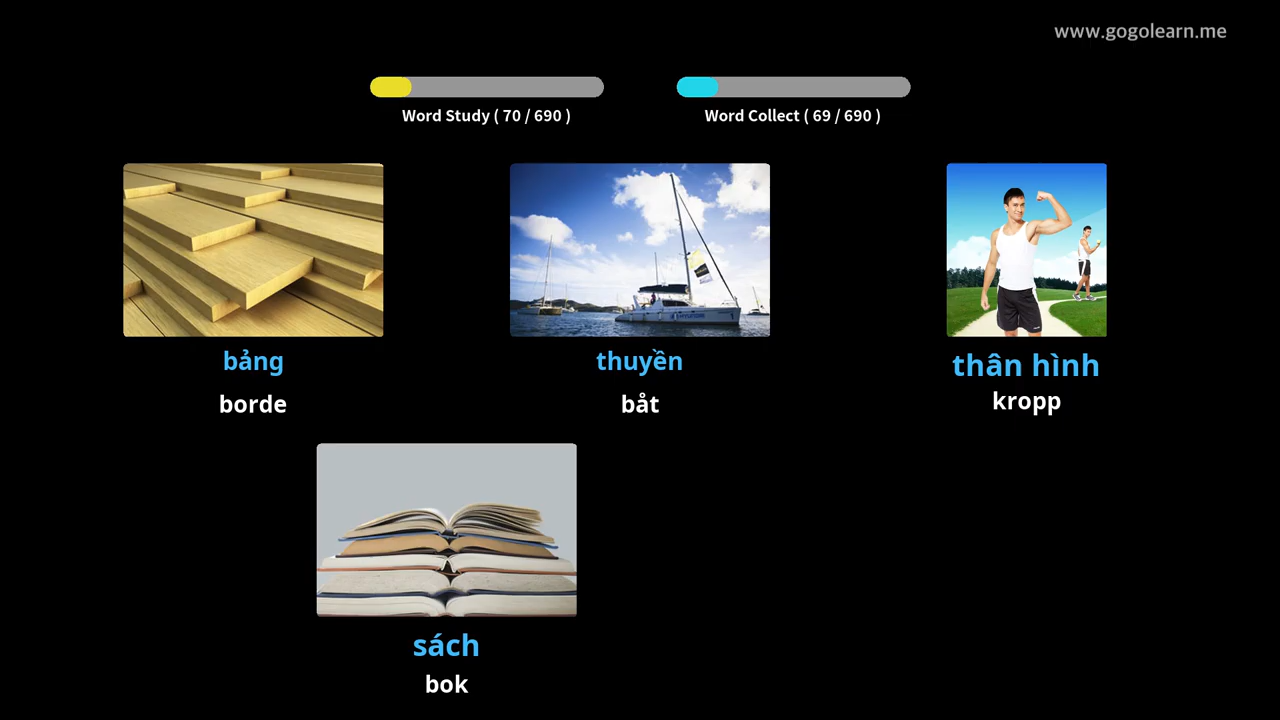 www.gogolearn.me
Word Study ( 70 / 690 )
Word Collect ( 69 / 690 )
bảng
borde
thuyền
båt
thân hình
kropp
sách
bok